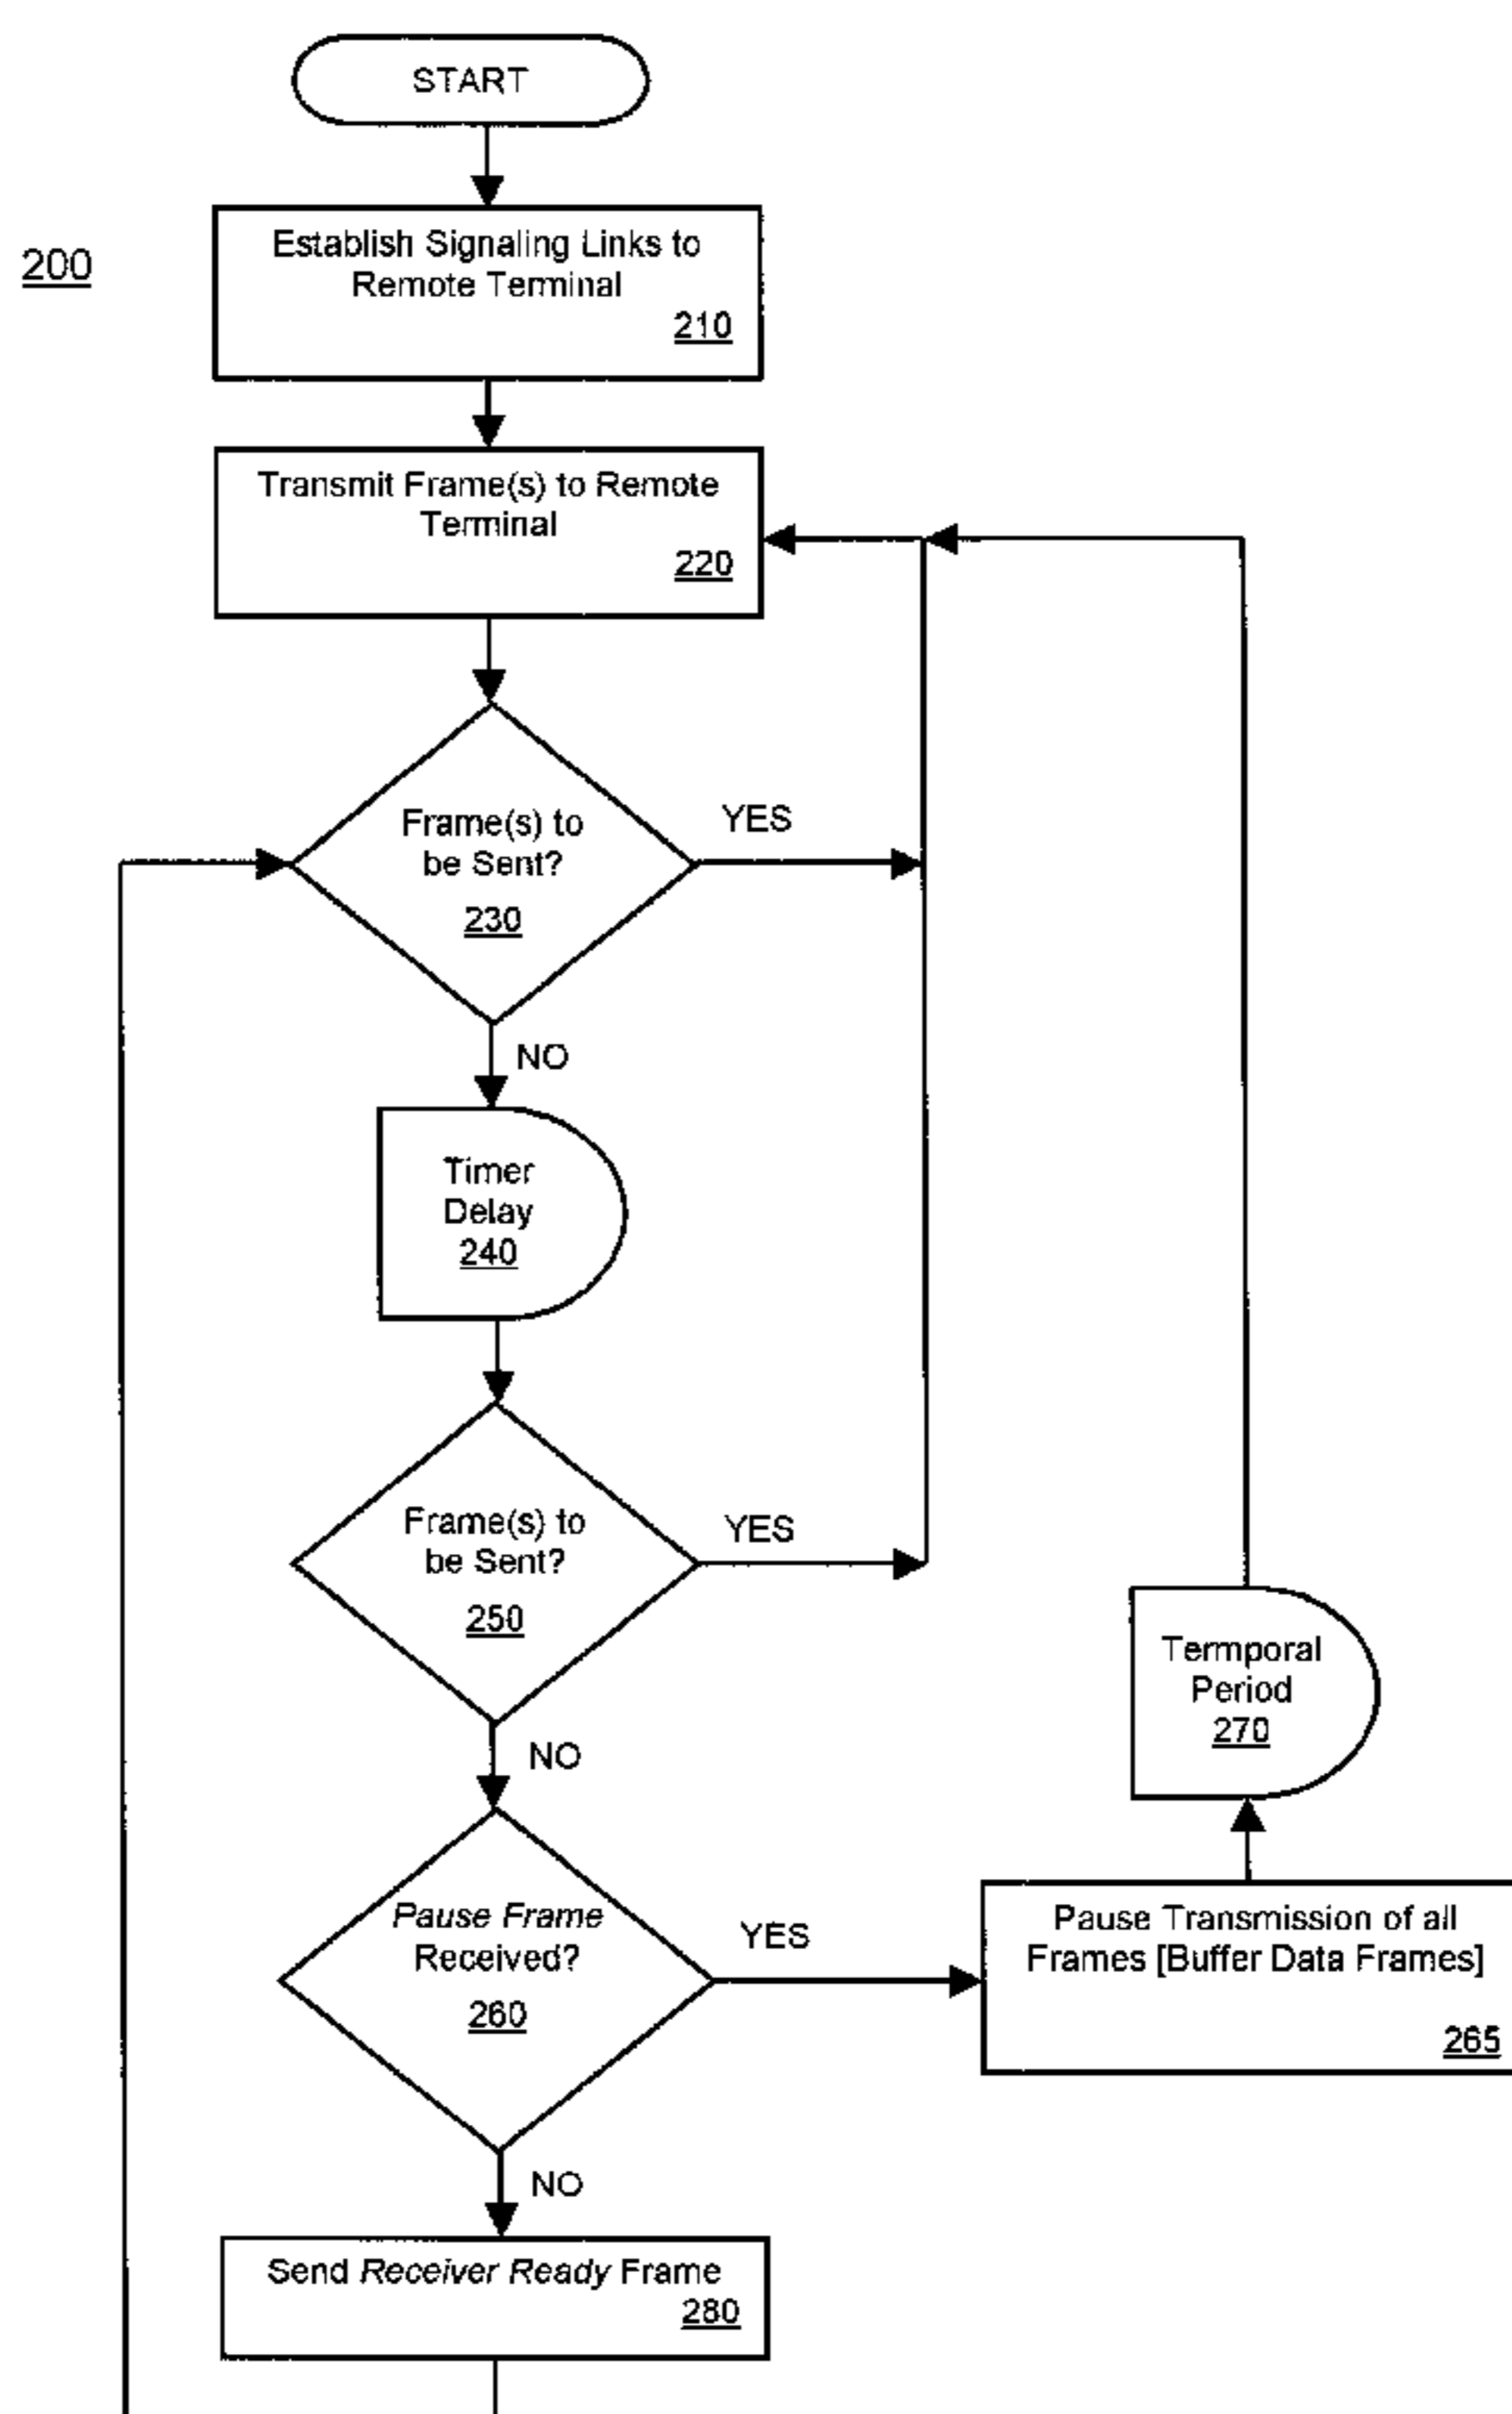 START
200
Establish Signaling Links to
Remote Terminal
210
Transmit Frame(s) to Remote
Terminal
220
Frame(s) to
be Sent?
230
YES
NO
Timer
Delay
240
Frame(s) to
be Sent?
250
YES
NO
Termporal
Period
270
Pause Frame
Received?
260
YES
Pause Transmission of all
Frames [Buffer Data Frames]
265
NO
Send Receiver Ready Frame
280